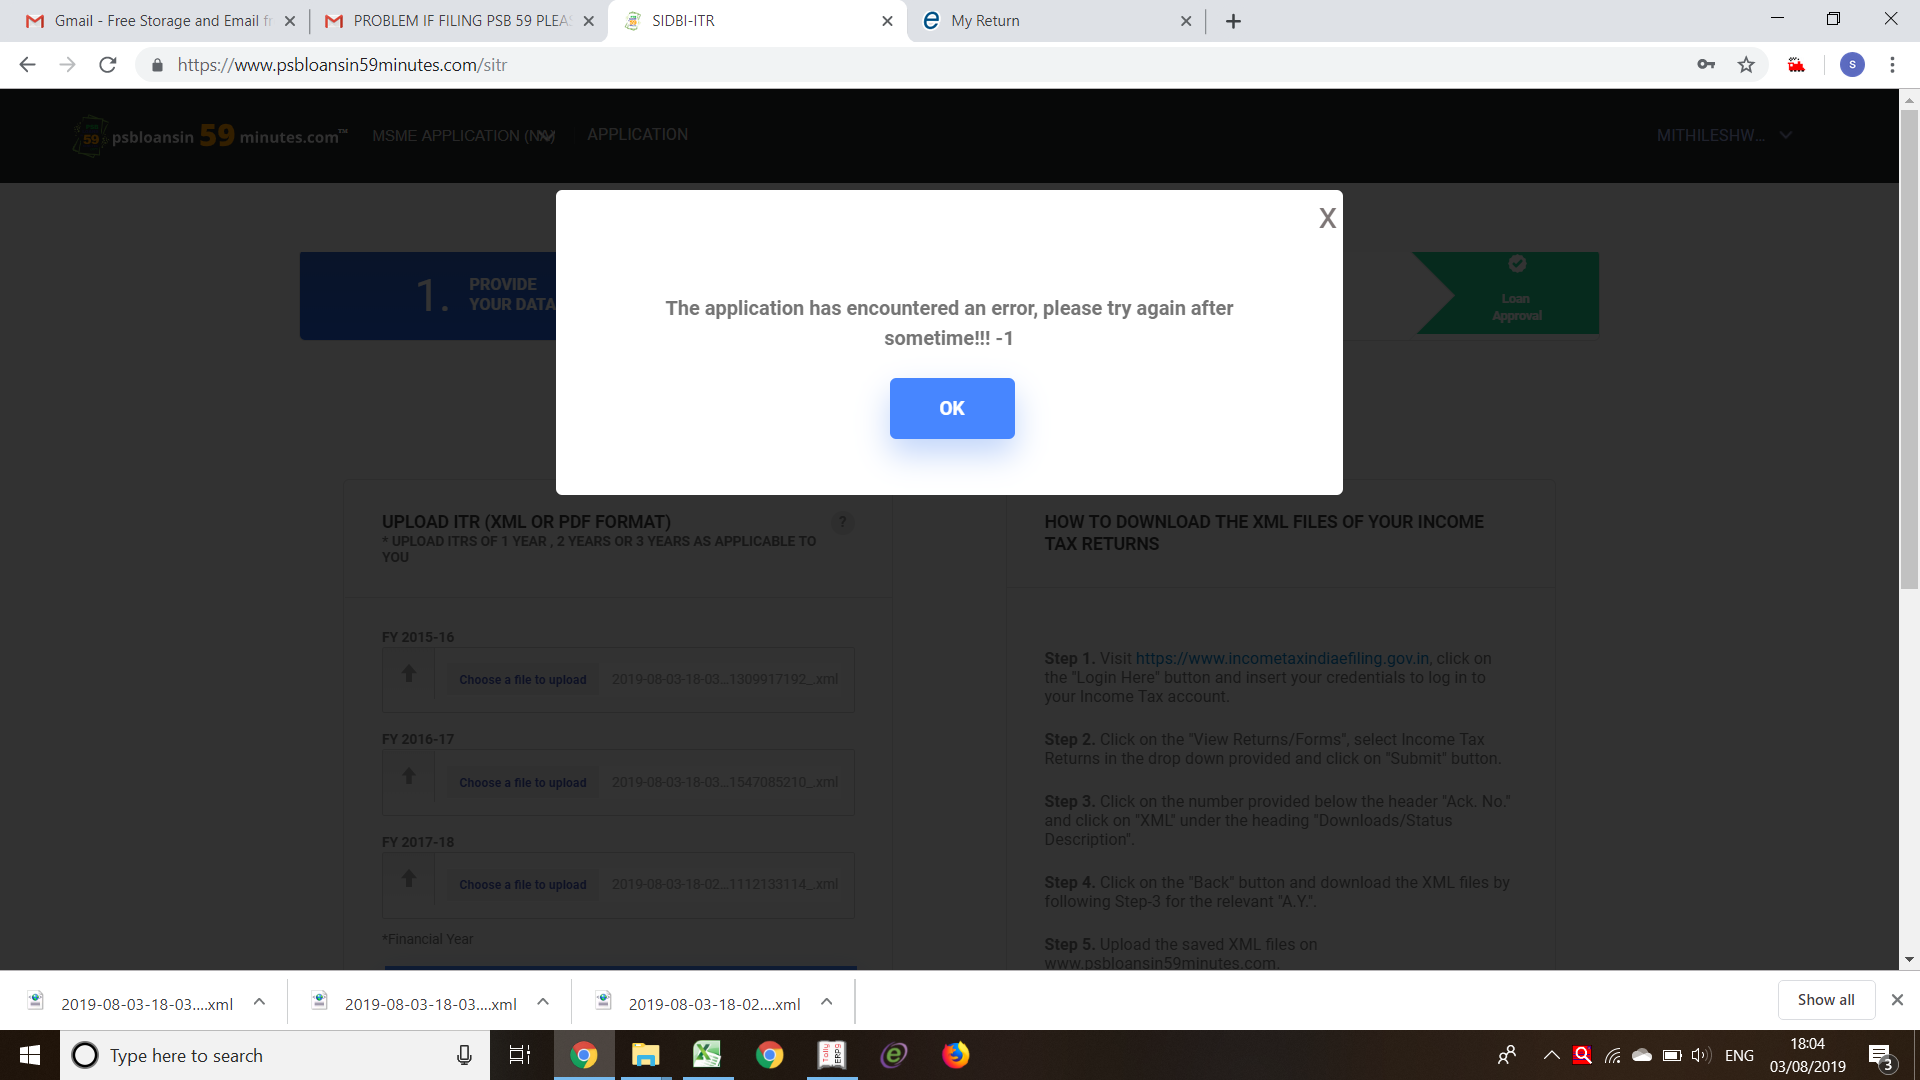 Gmail - Free Storage and Email fr
PROBLEM IF FILING PSB 59 PLEAS
SIDBI-ITR
My Return
https://www.psbloansin59minutes.com/sitr
S
59 psbloansin 59 minutes.com™
MSME APPLICATION (NA)
APPLICATION
MITHILESHW...
X
1. PROVIDE
YOUR DATA
Loan
Approval
The application has encountered an error, please try again after
sometime!!! -1
OK
UPLOAD ITR (XML OR PDF FORMAT)
?
* UPLOAD ITRS OF 1 YEAR , 2 YEARS OR 3 YEARS AS APPLICABLE TO
YOU
FY 2015-16
Choose a file to upload 2019-08-03-18-03...1309917192_.xml
FY 2016-17
Choose a file to upload 2019-08-03-18-03...1547085210_.xml
FY 2017-18
Choose a file to upload 2019-08-03-18-02...1112133114_.xml
*Financial Year
HOW TO DOWNLOAD THE XML FILES OF YOUR INCOME
TAX RETURNS
Step 1. Visit https://www.incometaxindiaefiling.gov.in, click on
the "Login Here" button and insert your credentials to log in to
your Income Tax account.
Step 2. Click on the "View Returns/Forms", select Income Tax
Returns in the drop down provided and click on "Submit" button.
Step 3. Click on the number provided below the header "Ack. No."
and click on "XML" under the heading "Downloads/Status
Description".
Step 4. Click on the "Back" button and download the XML files by
following Step-3 for the relevant "A.Y.".
Step 5. Upload the saved XML files on
www.psbloansin59minutes.com.
2019-08-03-18-03....xml
2019-08-03-18-03....xml
2019-08-03-18-02....xml
Show all
Type here to search
Tally
ERP9
ENG
18:04
03/08/2019
3